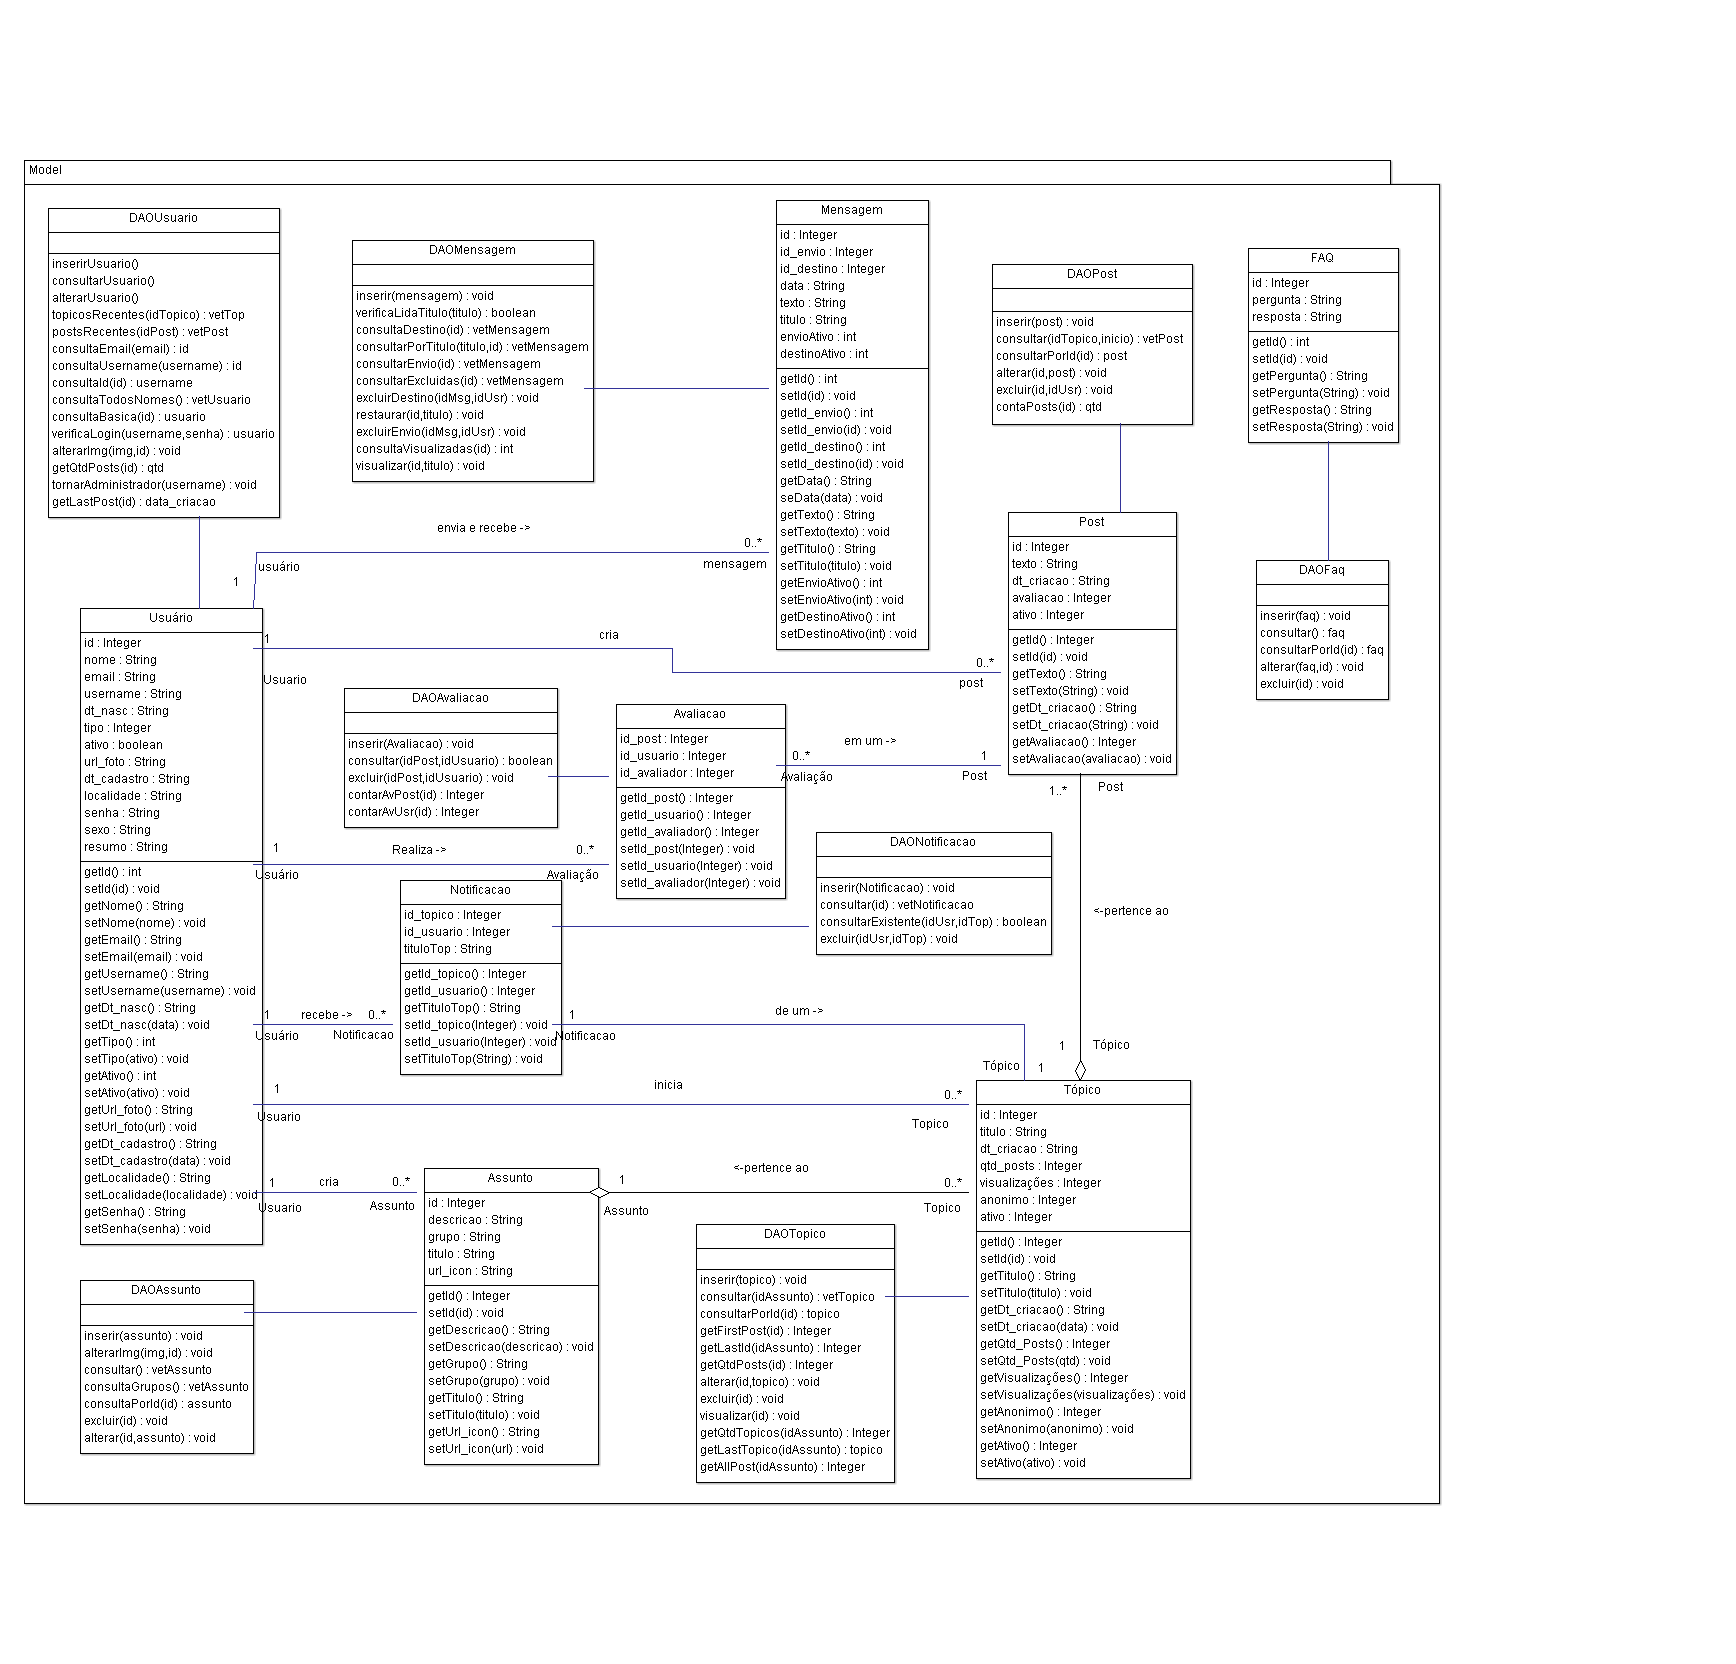 Model
DAOUsuario
inserirUsuario()
consultarUsuario()
alterarUsuario()
topicosRecentes(idTopico) : vetTop
postsRecentes(idPost) : vetPost
consultaEmail(email) : id
consultaUsername(username) : id
consultaId(id) : username
consultaTodosNomes() : vetUsuario
consultaBasica(id) : usuario
verificaLogin(username,senha) : usuario
alterarImg(img,id) : void
getQtdPosts(id) : qtd
tornarAdministrador(username) : void
getLastPost(id) : data_criacao
DAOMensagem
inserir(mensagem) : void
verificaLidaTitulo(titulo) : boolean
consultaDestino(id) : vetMensagem
consultarPorTitulo(titulo,id) : vetMensagem
consultarEnvio(id) : vetMensagem
consultarExcluidas(id) : vetMensagem
excluirDestino(idMsg,idUsr) : void
restaurar(id,titulo) : void
excluirEnvio(idMsg,idUsr) : void
consultaVisualizadas(id) : int
visualizar(id,titulo) : void
Mensagem
id : Integer
id_envio : Integer
id_destino : Integer
data : String
texto : String
titulo : String
envioAtivo : int
destinoAtivo : int
getId() : int
setId(id) : void
getId_envio() : int
setId_envio(id) : void
getId_destino() : int
setId_destino(id) : void
getData() : String
seData(data) : void
getTexto() : String
setTexto(texto) : void
getTitulo() : String
setTitulo(titulo) : void
getEnvioAtivo() : int
setEnvioAtivo(int) : void
getDestinoAtivo() : int
setDestinoAtivo(int) : void
DAOPost
inserir(post) : void
consultar(idTopico,inicio) : vetPost
consultarPorId(id) : post
alterar(id,post) : void
excluir(id,idUsr) : void
contaPosts(id) : qtd
FAQ
id : Integer
pergunta : String
resposta : String
getId() : int
setId(id) : void
getPergunta() : String
setPergunta(String) : void
getResposta() : String
setResposta(String) : void
envia e recebe ->
0..*
mensagem
usuário
1
Post
id : Integer
texto : String
dt_criacao : String
avaliacao : Integer
ativo : Integer
getId() : Integer
setId(id) : void
getTexto() : String
setTexto(String) : void
getDt_criacao() : String
setDt_criacao(String) : void
getAvaliacao() : Integer
setAvaliacao(avaliacao) : void
DAOFaq
inserir(faq) : void
consultar() : faq
consultarPorId(id) : faq
alterar(faq,id) : void
excluir(id) : void
Usuário
id : Integer
nome : String
email : String
username : String
dt_nasc : String
tipo : Integer
ativo : boolean
url_foto : String
dt_cadastro : String
localidade : String
senha : String
sexo : String
resumo : String
getId() : int
setId(id) : void
getNome() : String
setNome(nome) : void
getEmail() : String
setEmail(email) : void
getUsername() : String
setUsername(username) : void
getDt_nasc() : String
setDt_nasc(data) : void
getTipo() : int
setTipo(ativo) : void
getAtivo() : int
setAtivo(ativo) : void
getUrl_foto() : String
setUrl_foto(url) : void
getDt_cadastro() : String
setDt_cadastro(data) : void
getLocalidade() : String
setLocalidade(localidade) : void
getSenha() : String
setSenha(senha) : void
1
cria
0..*
Usuario
post
DAOAvaliacao
inserir(Avaliacao) : void
consultar(idPost,idUsuario) : boolean
excluir(idPost,idUsuario) : void
contarAvPost(id) : Integer
contarAvUsr(id) : Integer
Avaliacao
id_post : Integer
id_usuario : Integer
id_avaliador : Integer
getId_post() : Integer
getId_usuario() : Integer
getId_avaliador() : Integer
setId_post(Integer) : void
setId_usuario(Integer) : void
setId_avaliador(Integer) : void
em um ->
0..*
1
Avaliação
Post
1..*
Post
1
Realiza ->
0..*
Usuário
Avaliação
DAONotificacao
inserir(Notificacao) : void
consultar(id) : vetNotificacao
consultarExistente(idUsr,idTop) : boolean
excluir(idUsr,idTop) : void
<-pertence ao
Notificacao
id_topico : Integer
id_usuario : Integer
tituloTop : String
getId_topico() : Integer
getId_usuario() : Integer
getTituloTop() : String
setId_topico(Integer) : void
setId_usuario(Integer) : void
setTituloTop(String) : void
1
recebe ->
0..*
Usuário
Notificacao
1
de um ->
Notificacao
1
Tópico
Tópico
1
1
inicia
0..*
Usuario
Topico
Tópico
id : Integer
titulo : String
dt_criacao : String
qtd_posts : Integer
visualizações : Integer
anonimo : Integer
ativo : Integer
getId() : Integer
setId(id) : void
getTitulo() : String
setTitulo(titulo) : void
getDt_criacao() : String
setDt_criacao(data) : void
getQtd_Posts() : Integer
setQtd_Posts(qtd) : void
getVisualizações() : Integer
setVisualizações(visualizações) : void
getAnonimo() : Integer
setAnonimo(anonimo) : void
getAtivo() : Integer
setAtivo(ativo) : void
1
cria
0..*
Usuario
Assunto
Assunto
id : Integer
descricao : String
grupo : String
titulo : String
url_icon : String
getId() : Integer
setId(id) : void
getDescricao() : String
setDescricao(descricao) : void
getGrupo() : String
setGrupo(grupo) : void
getTitulo() : String
setTitulo(titulo) : void
getUrl_icon() : String
setUrl_icon(url) : void
<-pertence ao
1
0..*
Assunto
Topico
DAOAssunto
inserir(assunto) : void
alterarImg(img,id) : void
consultar() : vetAssunto
consultaGrupos() : vetAssunto
consultaPorId(id) : assunto
excluir(id) : void
alterar(id,assunto) : void
DAOTopico
inserir(topico) : void
consultar(idAssunto) : vetTopico
consultarPorId(id) : topico
getFirstPost(id) : Integer
getLastId(idAssunto) : Integer
getQtdPosts(id) : Integer
alterar(id,topico) : void
excluir(id) : void
visualizar(id) : void
getQtdTopicos(idAssunto) : Integer
getLastTopico(idAssunto) : topico
getAllPost(idAssunto) : Integer